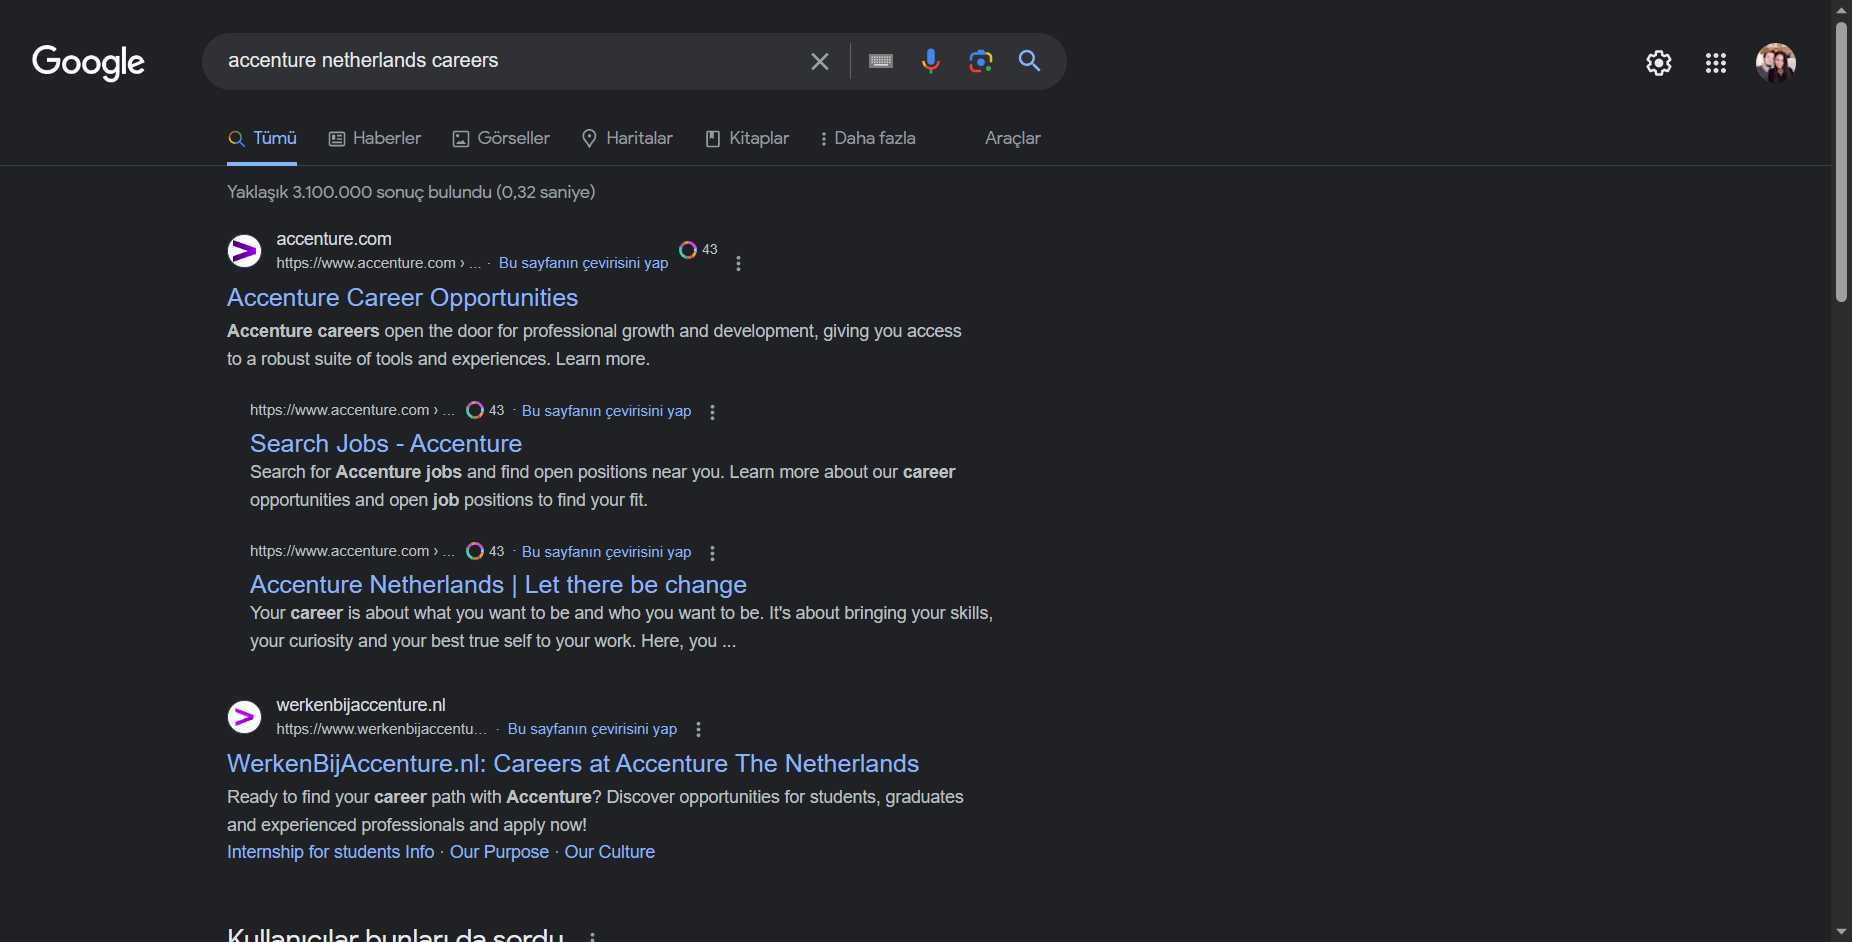 Google
accenture netherlands careers
Tümü
Haberler
Görseller
Haritalar
Kitaplar
Daha fazla
Araçlar
Yaklaşık 3.100.000 sonuç bulundu (0,32 saniye)
accenture.com
https://www.accenture.com › ... · Bu sayfanın çevirisini yap
43
Accenture Career Opportunities
Accenture careers open the door for professional growth and development, giving you access
to a robust suite of tools and experiences. Learn more.
https://www.accenture.com › ... 43 · Bu sayfanın çevirisini yap
Search Jobs - Accenture
Search for Accenture jobs and find open positions near you. Learn more about our career
opportunities and open job positions to find your fit.
https://www.accenture.com › ... 43 · Bu sayfanın çevirisini yap
Accenture Netherlands | Let there be change
Your career is about what you want to be and who you want to be. It's about bringing your skills,
your curiosity and your best true self to your work. Here, you ...
werkenbijaccenture.nl
https://www.werkenbijaccentu... · Bu sayfanın çevirisini yap
WerkenBijAccenture.nl: Careers at Accenture The Netherlands
Ready to find your career path with Accenture? Discover opportunities for students, graduates
and experienced professionals and apply now!
Internship for students Info · Our Purpose · Our Culture
Kullanıcılar bunları da sordu